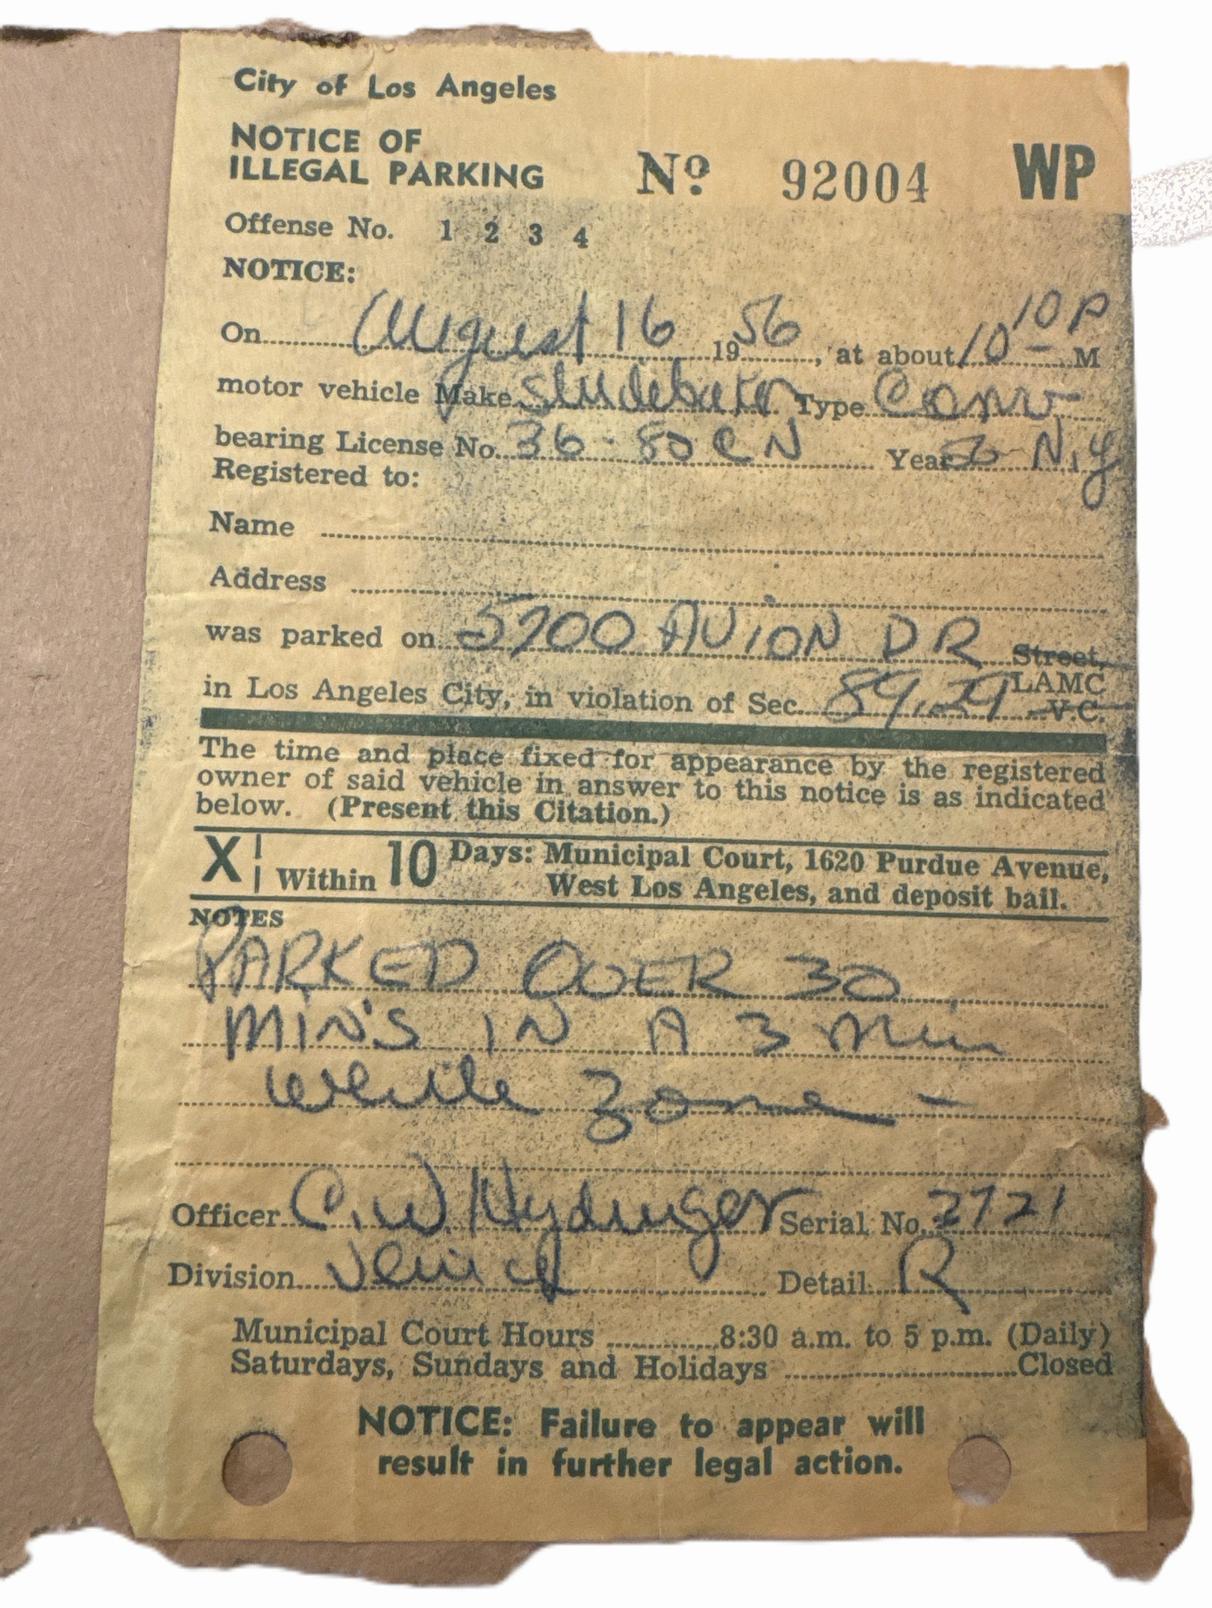 City of Los Angeles
NOTICE OF
ILLEGAL PARKING No. 92004 WP
Offense No. 1 2 3 4
NOTICE:
On August 16 1956, at about 10 10 P M
motor vehicle Make Studebaker Type Conv
bearing License No. 36-80CN Year N.Y
Registered to:
Name
Address
was parked on 5700 AVION DR Street,
in Los Angeles City, in violation of Sec. 89.29 LAMC V.C.
The time and place fixed for appearance by the registered
owner of said vehicle in answer to this notice is as indicated
below. (Present this Citation.)
X Within 10 Days: Municipal Court, 1620 Purdue Avenue,
West Los Angeles, and deposit bail.
NOTES
PARKED OVER 30
MIN'S IN A 3 Min
White Zone -
Officer C.W. Serial No. 2721
Division Venice Detail R
Municipal Court Hours 8:30 a.m. to 5 p.m. (Daily)
Saturdays, Sundays and Holidays Closed
NOTICE: Failure to appear will
result in further legal action.